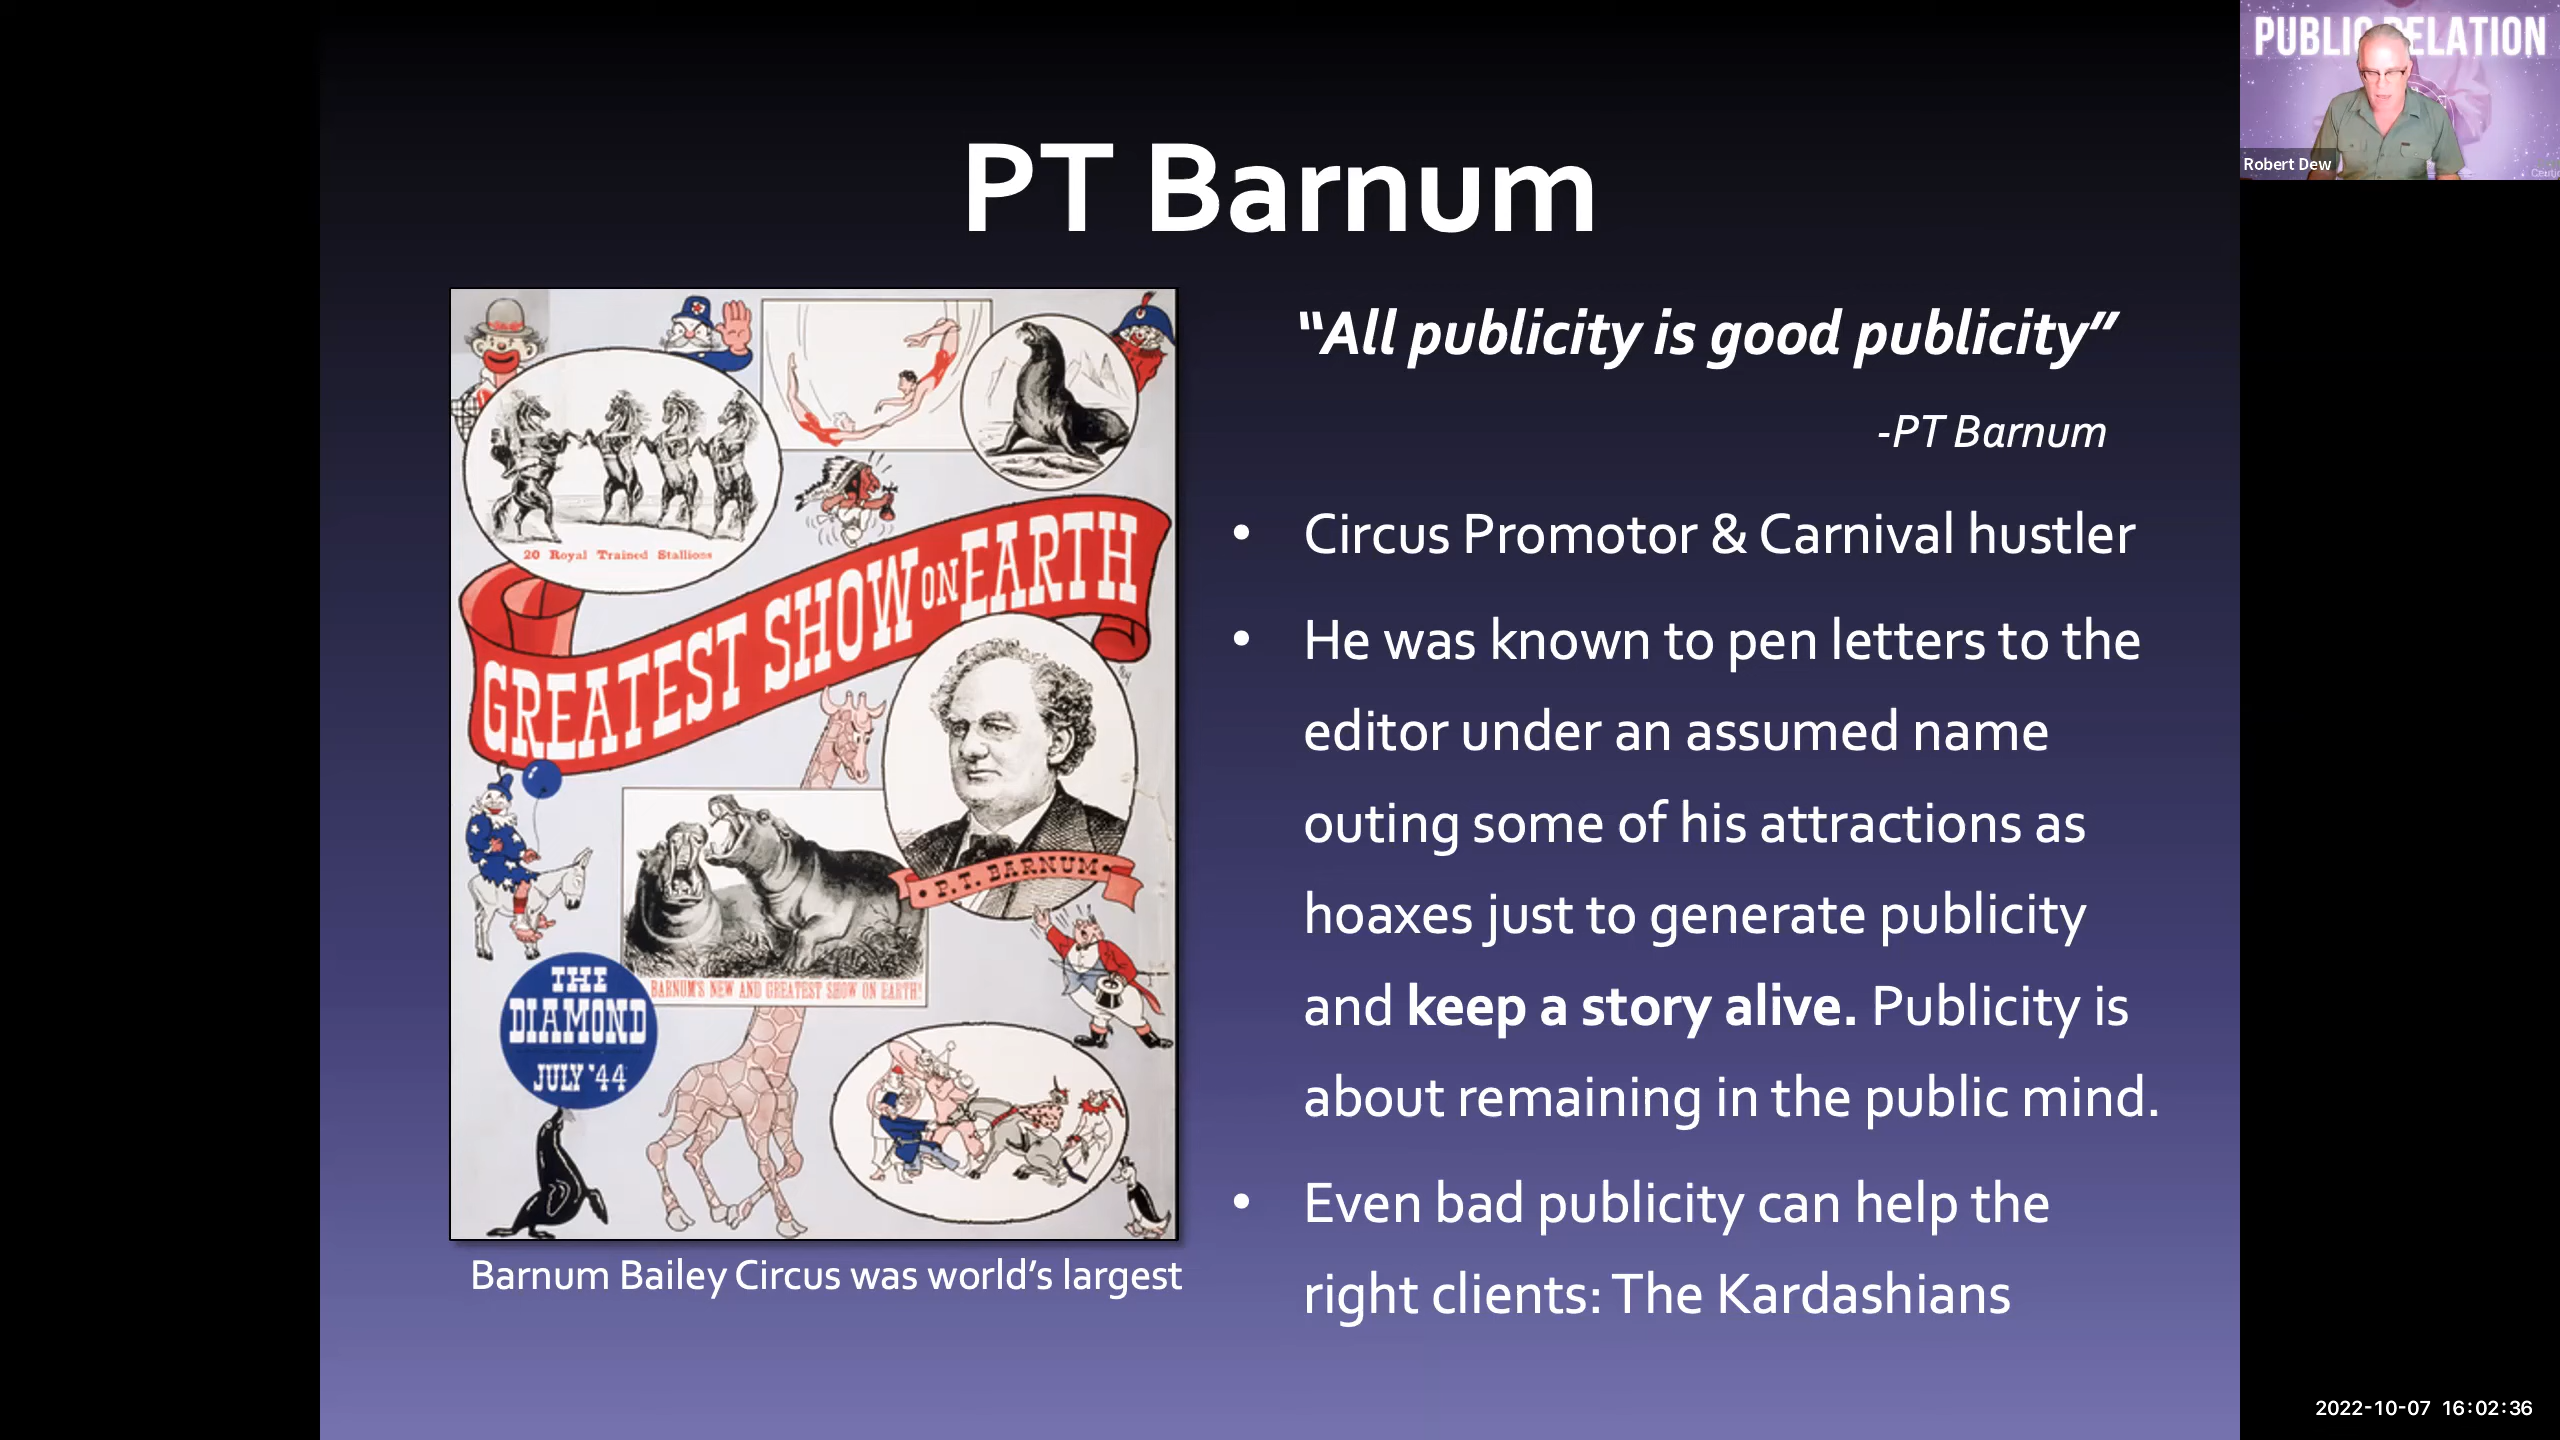 PUBLIC RELATION
Robert Dew
PT Barnum
20 Royal Trained Stallions
GREATEST SHOW ON EARTH
P.T. BARNUM
BARNUM'S NEW AND GREATEST SHOW ON EARTH!
THE
DIAMOND
JULY '44
Barnum Bailey Circus was world's largest
"All publicity is good publicity"
-PT Barnum
• Circus Promotor & Carnival hustler
• He was known to pen letters to the
editor under an assumed name
outing some of his attractions as
hoaxes just to generate publicity
and keep a story alive. Publicity is
about remaining in the public mind.
• Even bad publicity can help the
right clients: The Kardashians
2022-10-07 16:02:36